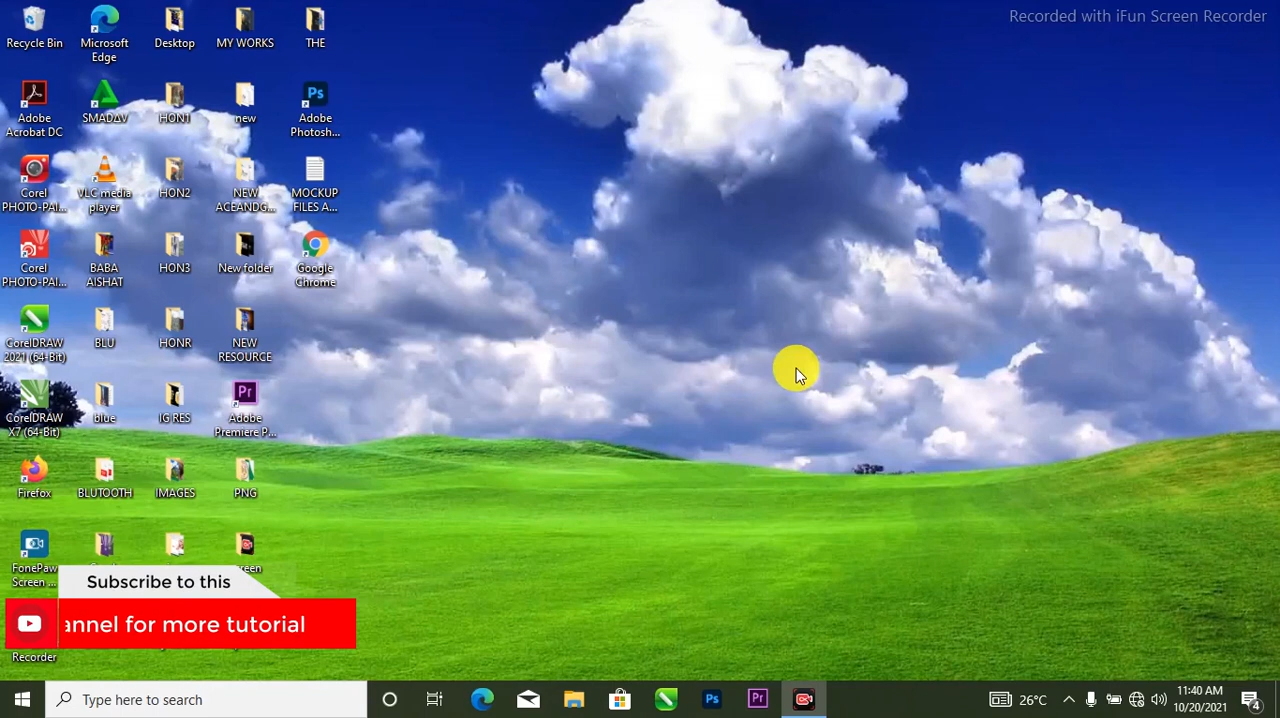 Recorded with iFun Screen Recorder
Recycle Bin
Microsoft Edge
Desktop
MY WORKS
THE
Adobe Acrobat DC
SMADΔV
HON1
new
Adobe Photosh...
Corel PHOTO-PAI...
VLC media player
HON2
NEW ACEANDG...
MOCKUP FILES A...
Corel PHOTO-PAI...
BABA AISHAT
HON3
New folder
Google Chrome
CorelDRAW 2021 (64-Bit)
BLU
HONR
NEW RESOURCE
CorelDRAW X7 (64-Bit)
blue
IG RES
Adobe Premiere P...
Firefox
BLUTOOTH
IMAGES
PNG
FonePaw Screen ...
Subscribe to this
annel for more tutorial
Recorder
Type here to search
Ps
Pr
26°C
11:40 AM
10/20/2021
4